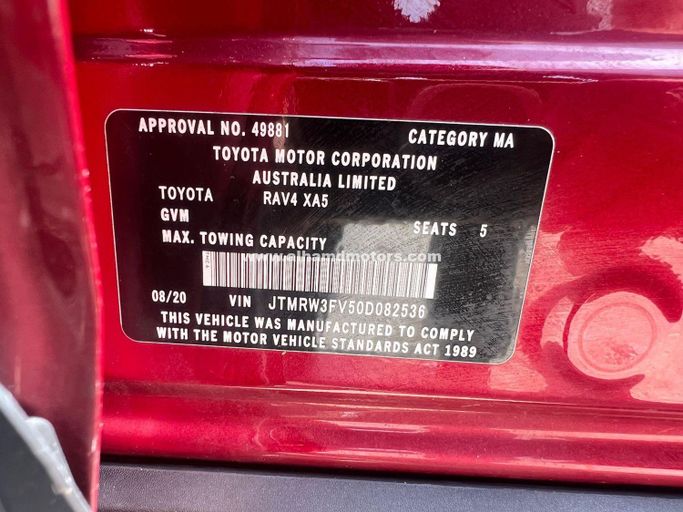 APPROVAL NO. 49881 CATEGORY MA
TOYOTA MOTOR CORPORATION
AUSTRALIA LIMITED
TOYOTA RAV4 XA5
GVM SEATS 5
MAX. TOWING CAPACITY
www.elhamdmotors.com
08/20 VIN JTMRW3FV50D082536
THIS VEHICLE WAS MANUFACTURED TO COMPLY
WITH THE MOTOR VEHICLE STANDARDS ACT 1989